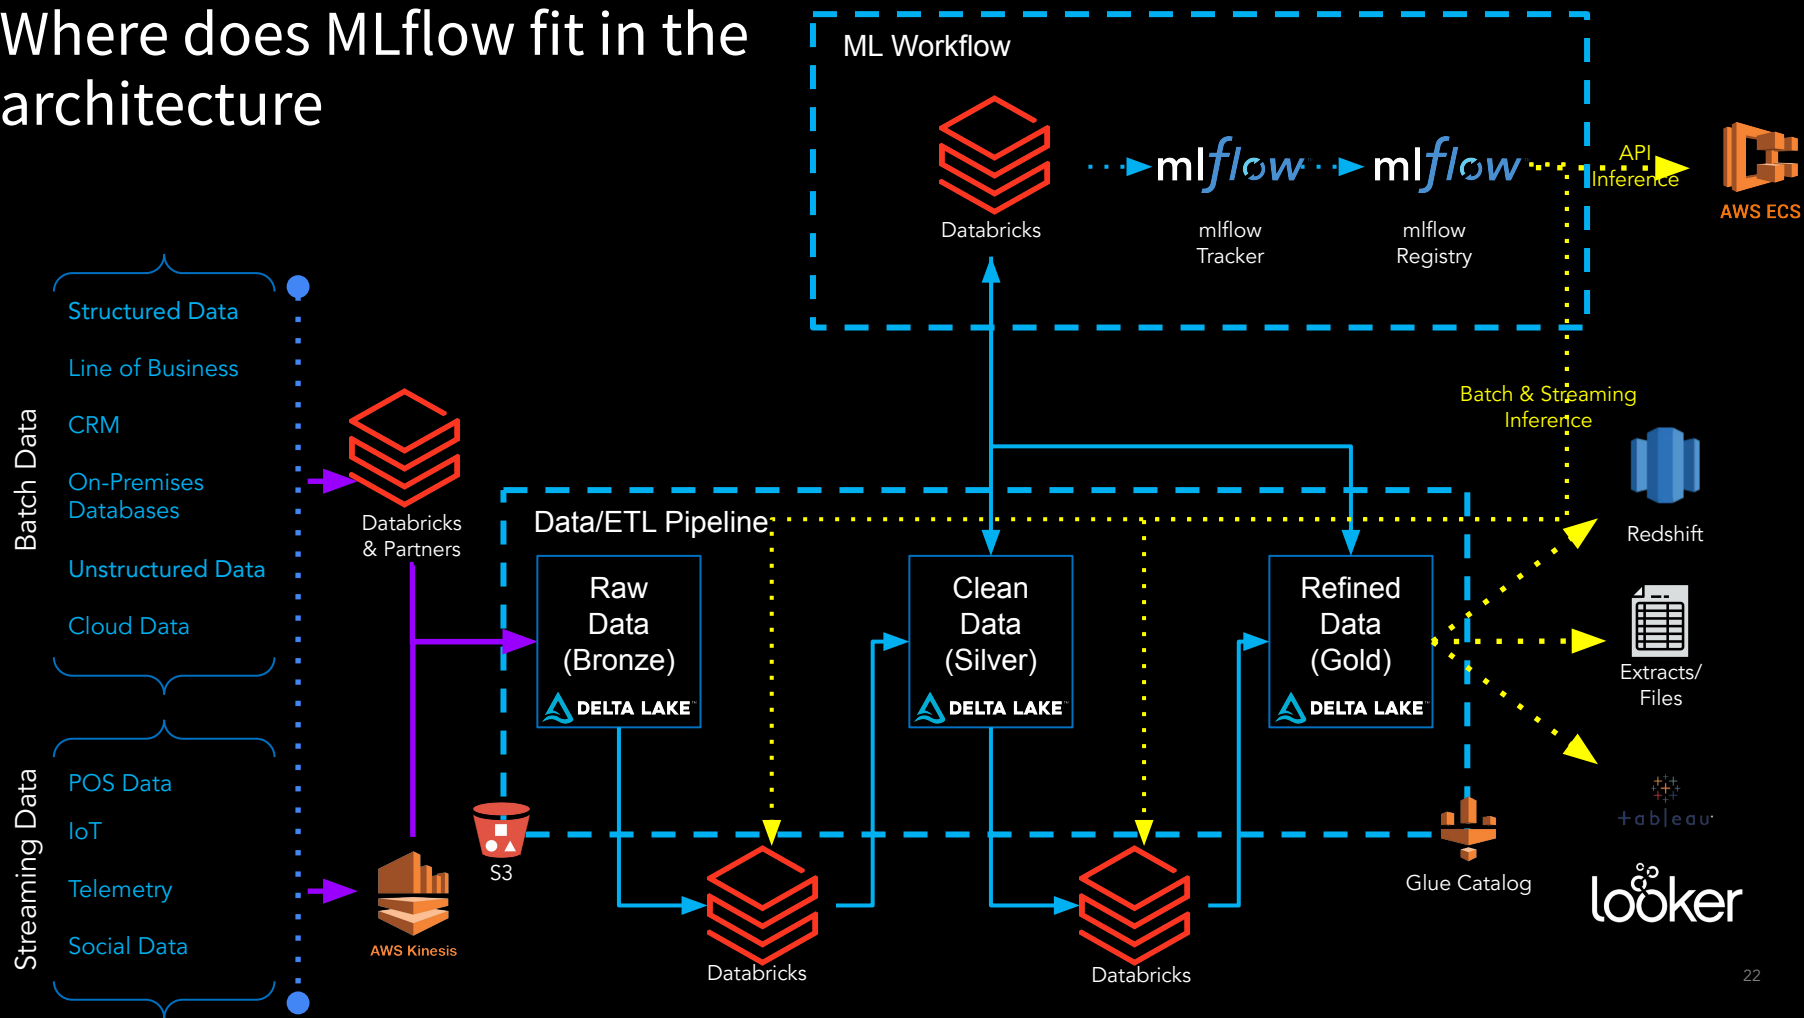 Where does MLflow fit in the
architecture
ML Workflow
Databricks
mlflow
mlflow
Tracker
mlflow
mlflow
Registry
API
Inference
AWS ECS
Batch & Streaming
Inference
Batch Data
Structured Data
Line of Business
CRM
On-Premises
Databases
Unstructured Data
Cloud Data
Streaming Data
POS Data
IoT
Telemetry
Social Data
Databricks
& Partners
AWS Kinesis
Data/ETL Pipeline
Raw
Data
(Bronze)
DELTA LAKE
Clean
Data
(Silver)
DELTA LAKE
Refined
Data
(Gold)
DELTA LAKE
S3
Databricks
Databricks
Glue Catalog
Redshift
Extracts/
Files
+ableau
looker
22